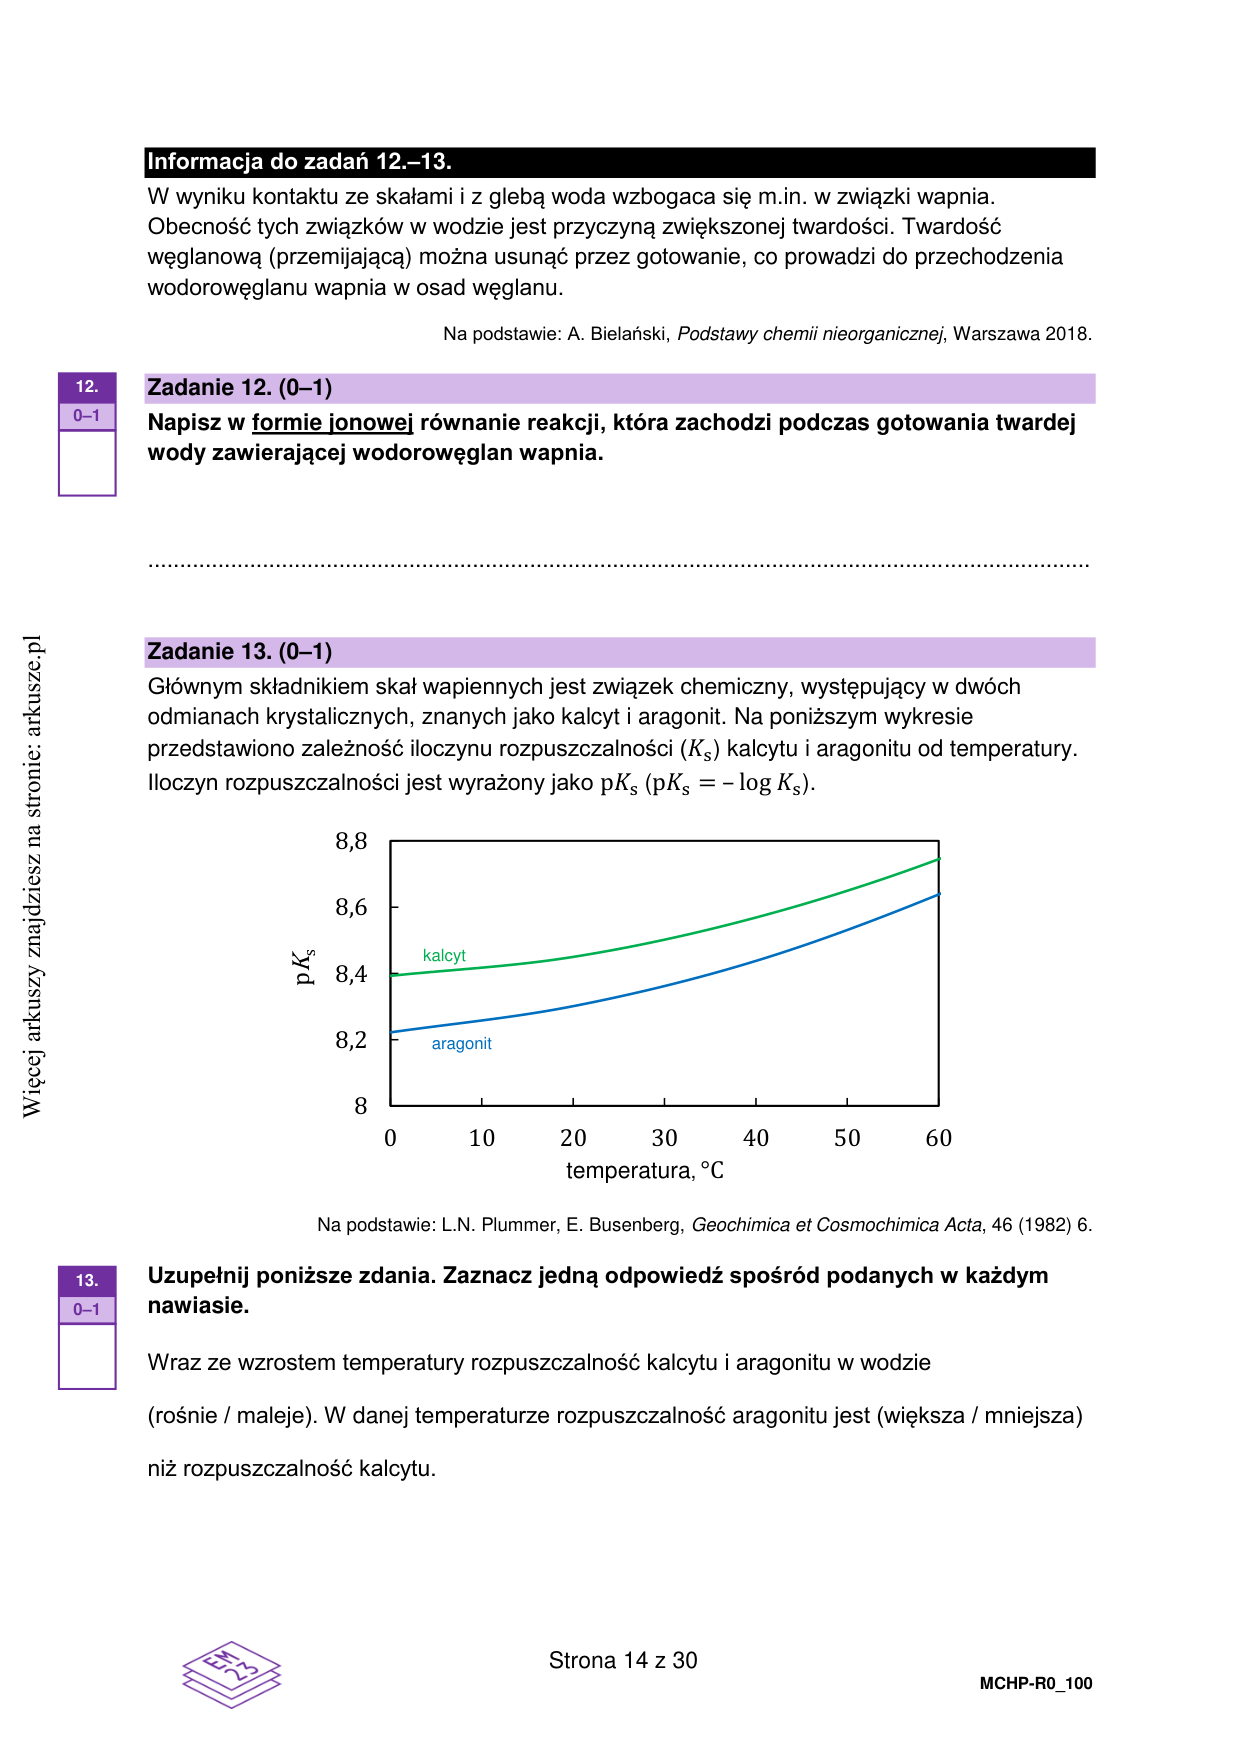 Informacja do zadań 12.–13.
W wyniku kontaktu ze skałami i z glebą woda wzbogaca się m.in. w związki wapnia.
Obecność tych związków w wodzie jest przyczyną zwiększonej twardości. Twardość
węglanową (przemijającą) można usunąć przez gotowanie, co prowadzi do przechodzenia
wodorowęglanu wapnia w osad węglanu.
Na podstawie: A. Bielański, Podstawy chemii nieorganicznej, Warszawa 2018.
12.
0–1
Zadanie 12. (0–1)
Napisz w formie jonowej równanie reakcji, która zachodzi podczas gotowania twardej
wody zawierającej wodorowęglan wapnia.
....................................................................................................................................................
Więcej arkuszy znajdziesz na stronie: arkusze.pl
Zadanie 13. (0–1)
Głównym składnikiem skał wapiennych jest związek chemiczny, występujący w dwóch
odmianach krystalicznych, znanych jako kalcyt i aragonit. Na poniższym wykresie
przedstawiono zależność iloczynu rozpuszczalności (Ks) kalcytu i aragonitu od temperatury.
Iloczyn rozpuszczalności jest wyrażony jako pKs (pKs = – log Ks).
8,8
8,6
8,4
8,2
8
pKs
kalcyt
aragonit
0 10 20 30 40 50 60
temperatura, °C
Na podstawie: L.N. Plummer, E. Busenberg, Geochimica et Cosmochimica Acta, 46 (1982) 6.
13.
0–1
Uzupełnij poniższe zdania. Zaznacz jedną odpowiedź spośród podanych w każdym
nawiasie.
Wraz ze wzrostem temperatury rozpuszczalność kalcytu i aragonitu w wodzie
(rośnie / maleje). W danej temperaturze rozpuszczalność aragonitu jest (większa / mniejsza)
niż rozpuszczalność kalcytu.
EM
23
Strona 14 z 30
MCHP-R0_100